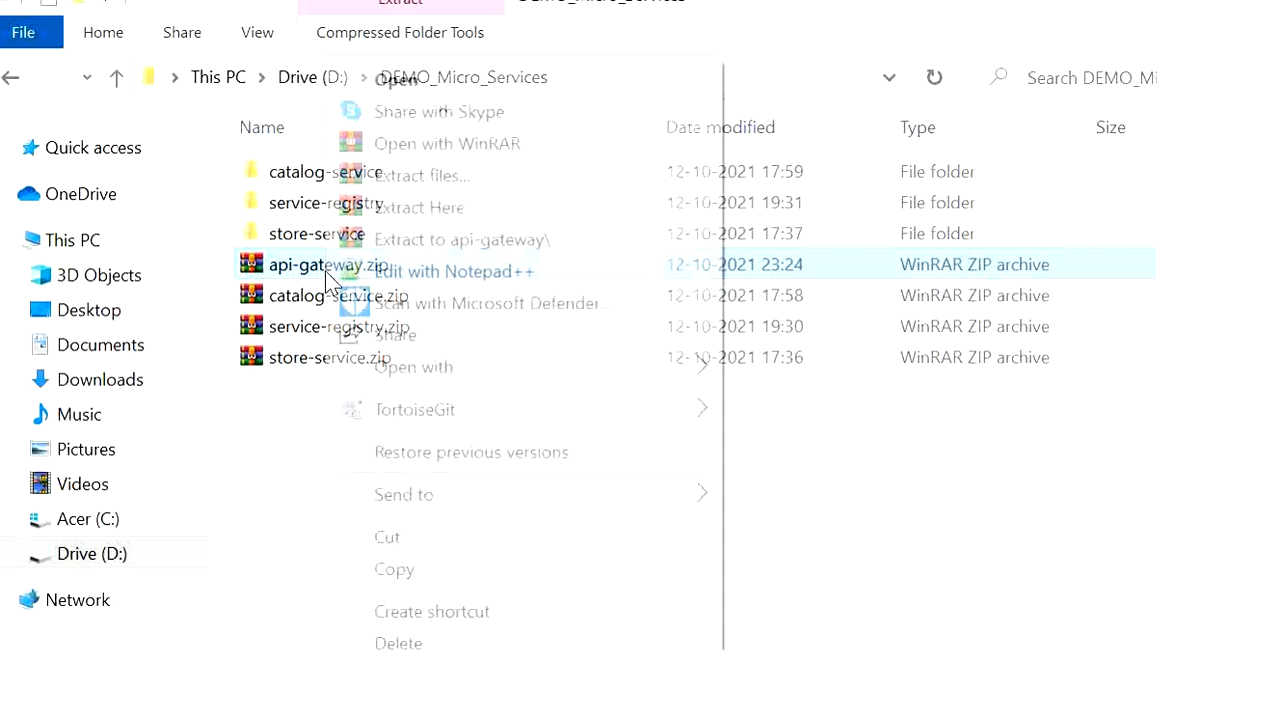 Extract
DEMO_Micro_Services
File Home Share View Compressed Folder Tools
This PC Drive (D:) DEMO_Micro_Services Search DEMO_Mi
Name Date modified Type Size
catalog-service 12-10-2021 17:59 File folder
service-registry 12-10-2021 19:31 File folder
store-service 12-10-2021 17:37 File folder
api-gateway.zip 12-10-2021 23:24 WinRAR ZIP archive
catalog-service.zip 12-10-2021 17:58 WinRAR ZIP archive
service-registry.zip 12-10-2021 19:30 WinRAR ZIP archive
store-service.zip 12-10-2021 17:36 WinRAR ZIP archive
Quick access
OneDrive
This PC
3D Objects
Desktop
Documents
Downloads
Music
Pictures
Videos
Acer (C:)
Drive (D:)
Network
Open
Share with Skype
Open with WinRAR
Extract files...
Extract Here
Extract to api-gateway\
Edit with Notepad++
Scan with Microsoft Defender...
Share
Open with
TortoiseGit
Restore previous versions
Send to
Cut
Copy
Create shortcut
Delete